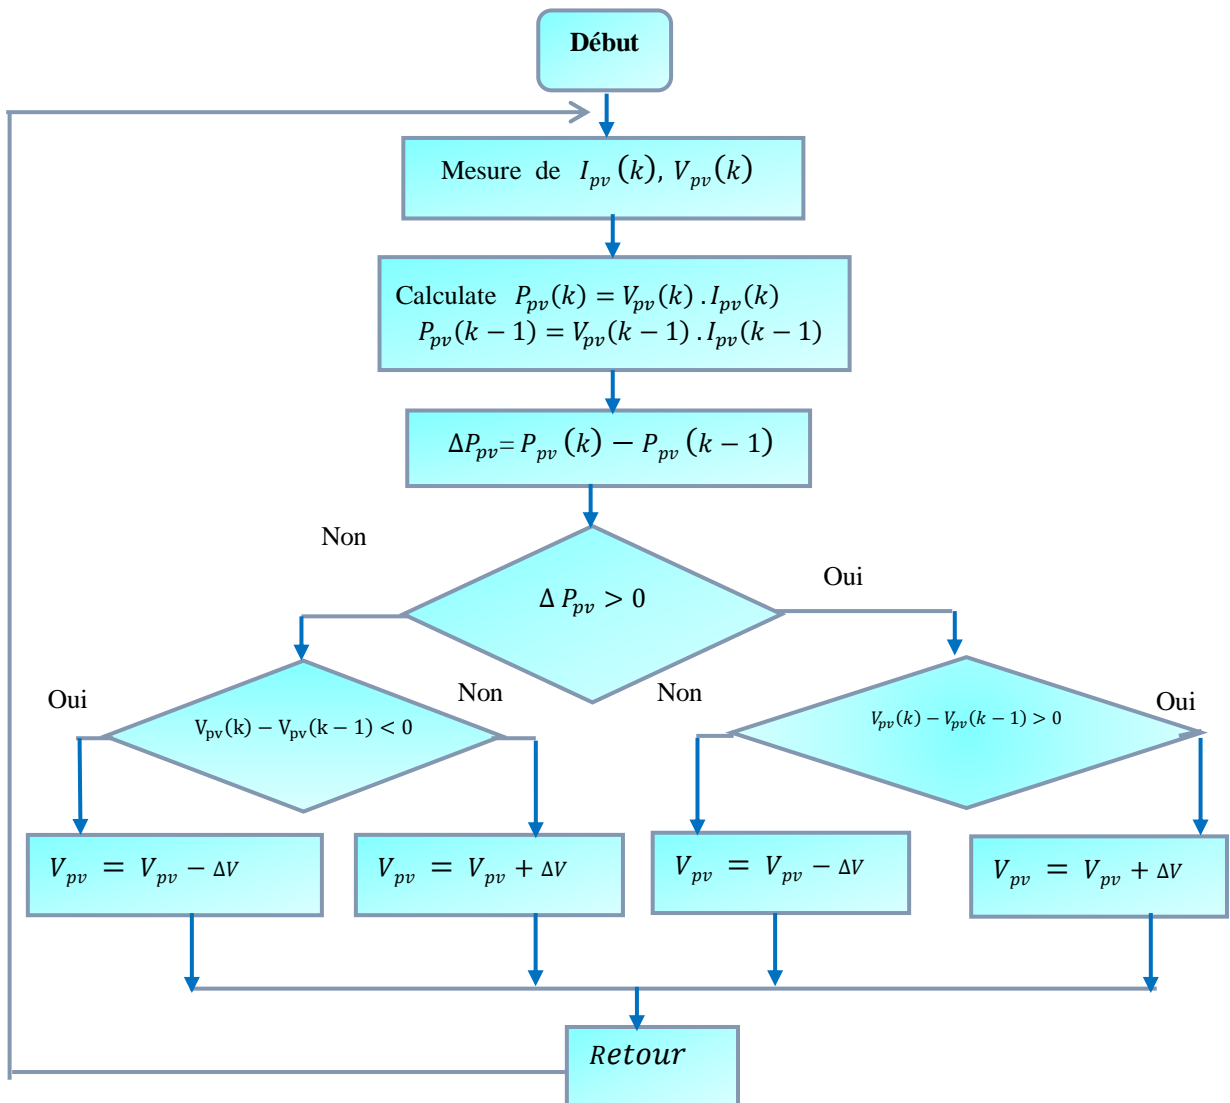 Début
Mesure de I_pv (k), V_pv(k)
Calculate P_pv(k) = V_pv(k) . I_pv(k)
P_pv(k − 1) = V_pv(k − 1) . I_pv(k − 1)
ΔP_pv= P_pv (k) − P_pv (k − 1)
Non
Δ P_pv > 0
Oui
Oui
V_pv(k) − V_pv(k − 1) < 0
Non
Non
V_pv(k) − V_pv(k − 1) > 0
Oui
V_pv = V_pv − ΔV
V_pv = V_pv + ΔV
V_pv = V_pv − ΔV
V_pv = V_pv + ΔV
Retour